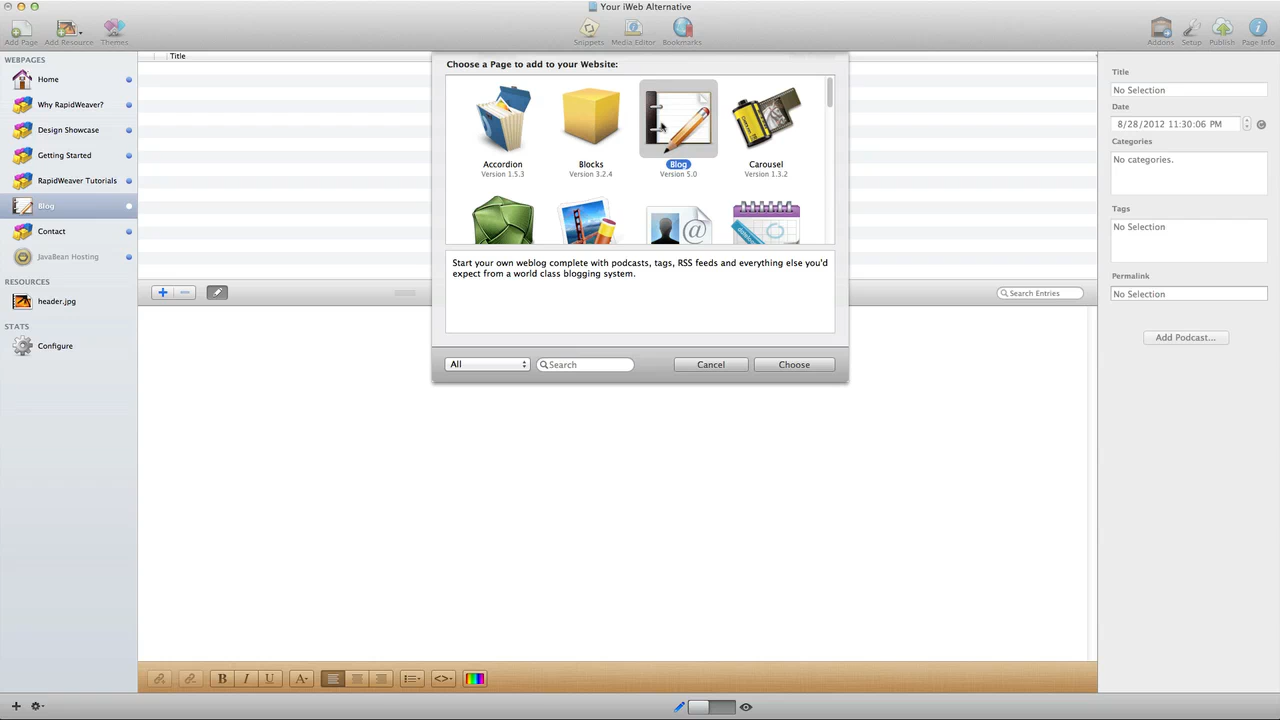 Your iWeb Alternative
Add Page
Add Resource
Themes
Snippets
Media Editor
Bookmarks
Addons
Setup
Publish
Page Info
WEBPAGES
Home
Why RapidWeaver?
Design Showcase
Getting Started
RapidWeaver Tutorials
Blog
Contact
JavaBean Hosting
RESOURCES
header.jpg
STATS
Configure
Title
Choose a Page to add to your Website:
Accordion
Version 1.5.3
Blocks
Version 3.2.4
Blog
Version 5.0
Carousel
Version 1.3.2
Start your own weblog complete with podcasts, tags, RSS feeds and everything else you'd
expect from a world class blogging system.
All
Search
Cancel
Choose
Search Entries
Title
No Selection
Date
8/28/2012 11:30:06 PM
Categories
No categories.
Tags
No Selection
Permalink
No Selection
Add Podcast...
B
I
U
A
<>